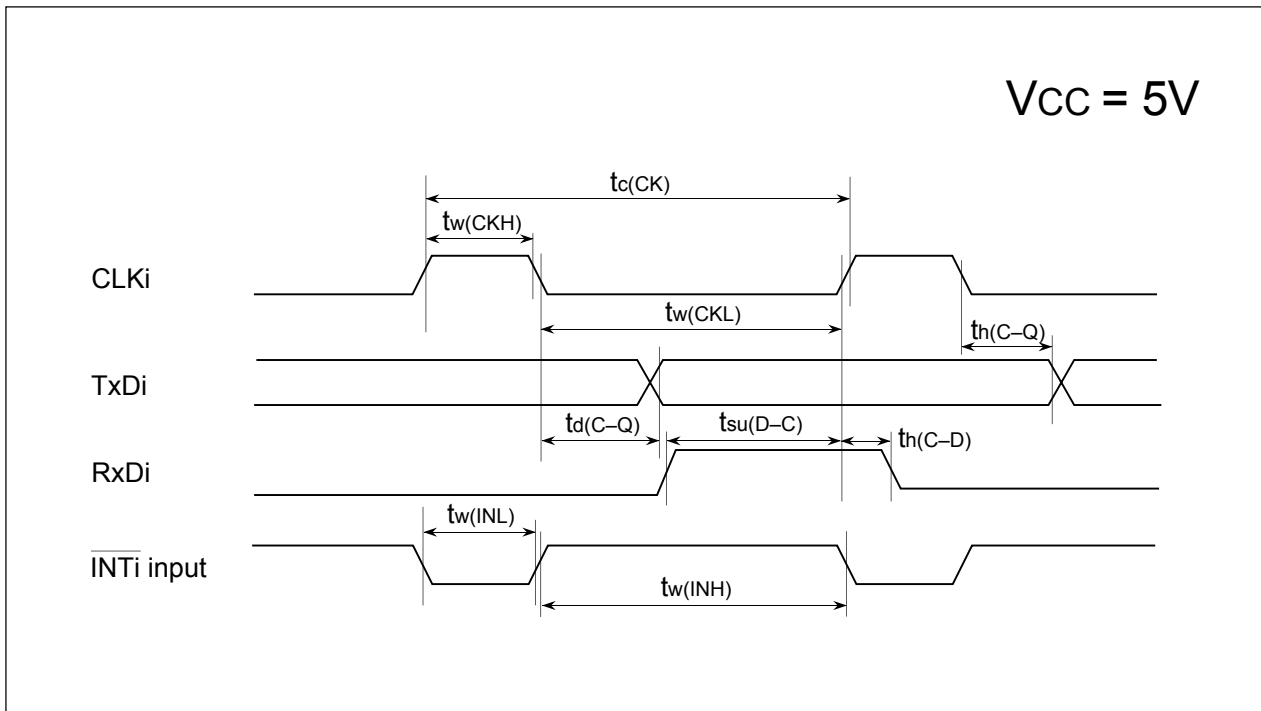 VCC = 5V
tc(CK)
tw(CKH)
CLKi
tw(CKL)
th(C–Q)
TxDi
td(C–Q)
tsu(D–C)
th(C–D)
RxDi
tw(INL)
INTi input
tw(INH)